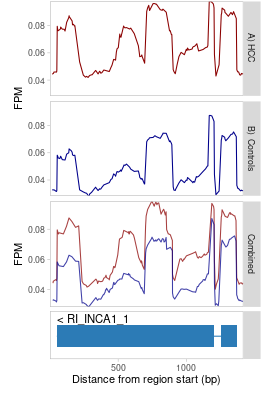 FPM
0.08
0.06
0.04
A) HCC
0.08
0.06
0.04
B) Controls
FPM
0.08
0.06
0.04
Combined
< RI_INCA1_1
500
1000
Distance from region start (bp)